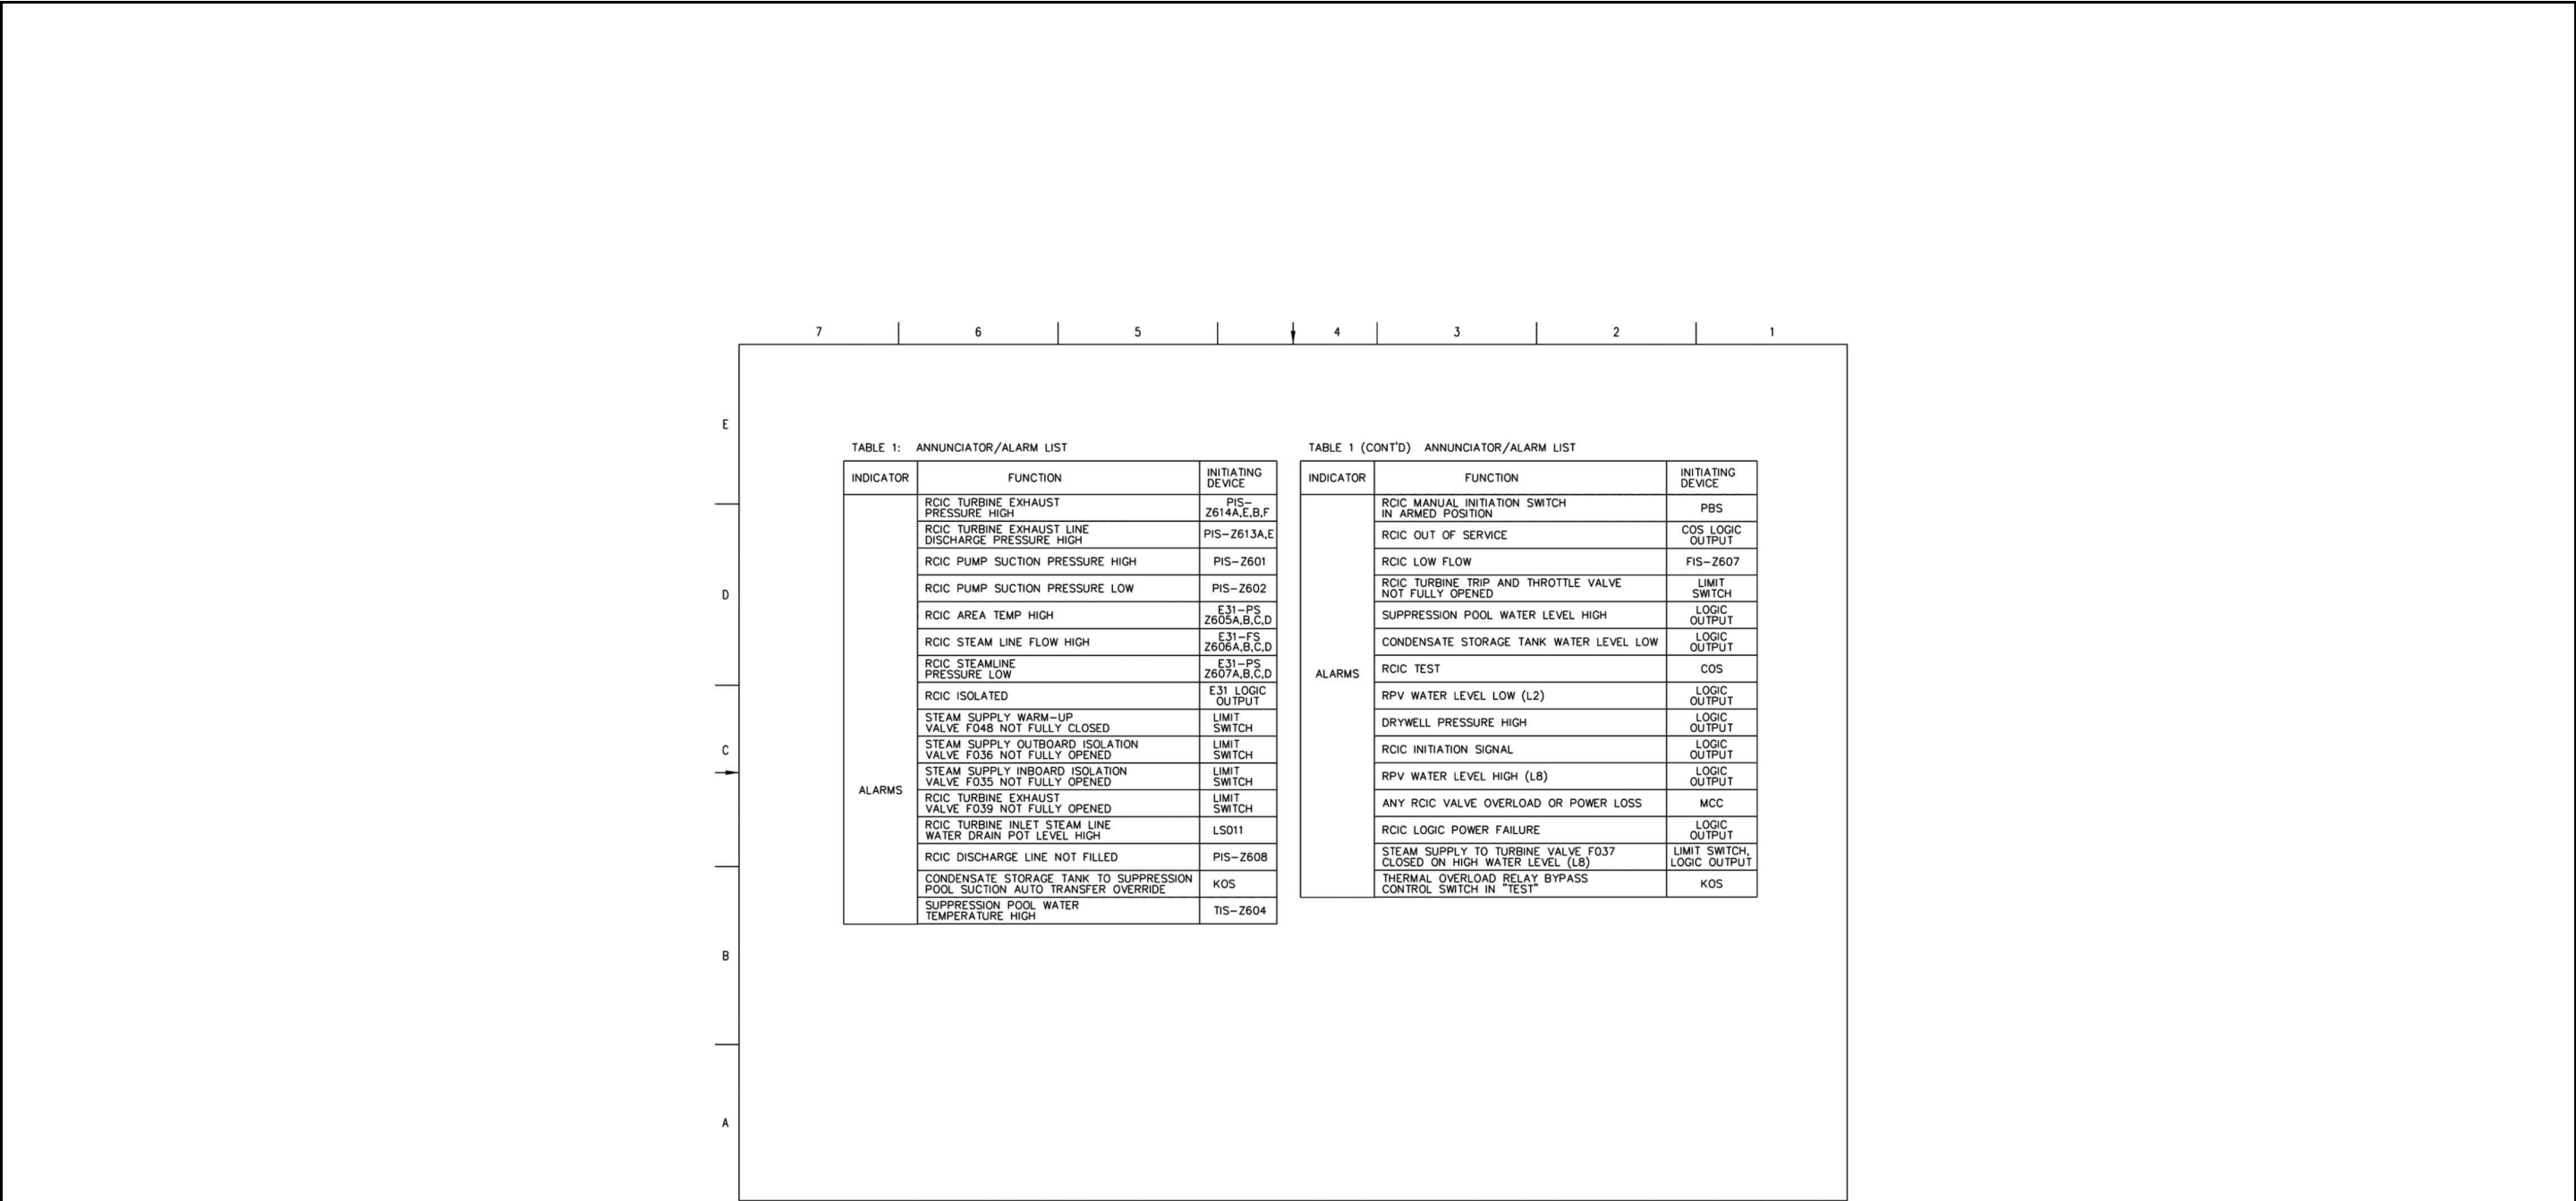 7 6 5 4 3 2 1
E
D
C
B
A
TABLE 1: ANNUNCIATOR/ALARM LIST
INDICATOR FUNCTION INITIATING
DEVICE
ALARMS
RCIC TURBINE EXHAUST
PRESSURE HIGH
PIS-
Z614A,E,B,F
RCIC TURBINE EXHAUST LINE
DISCHARGE PRESSURE HIGH
PIS-Z613A,E
RCIC PUMP SUCTION PRESSURE HIGH PIS-Z601
RCIC PUMP SUCTION PRESSURE LOW PIS-Z602
RCIC AREA TEMP HIGH
E31-PS
Z605A,B,C,D
RCIC STEAM LINE FLOW HIGH
E31-FS
Z606A,B,C,D
RCIC STEAMLINE
PRESSURE LOW
E31-PS
Z607A,B,C,D
RCIC ISOLATED
E31 LOGIC
OUTPUT
STEAM SUPPLY WARM-UP
VALVE F048 NOT FULLY CLOSED
LIMIT
SWITCH
STEAM SUPPLY OUTBOARD ISOLATION
VALVE F036 NOT FULLY OPENED
LIMIT
SWITCH
STEAM SUPPLY INBOARD ISOLATION
VALVE F035 NOT FULLY OPENED
LIMIT
SWITCH
RCIC TURBINE EXHAUST
VALVE F039 NOT FULLY OPENED
LIMIT
SWITCH
RCIC TURBINE INLET STEAM LINE
WATER DRAIN POT LEVEL HIGH
LS011
RCIC DISCHARGE LINE NOT FILLED PIS-Z608
CONDENSATE STORAGE TANK TO SUPPRESSION
POOL SUCTION AUTO TRANSFER OVERRIDE
KOS
SUPPRESSION POOL WATER
TEMPERATURE HIGH
TIS-Z604
TABLE 1 (CONT'D) ANNUNCIATOR/ALARM LIST
INDICATOR FUNCTION INITIATING
DEVICE
ALARMS
RCIC MANUAL INITIATION SWITCH
IN ARMED POSITION
PBS
RCIC OUT OF SERVICE
COS LOGIC
OUTPUT
RCIC LOW FLOW FIS-Z607
RCIC TURBINE TRIP AND THROTTLE VALVE
NOT FULLY OPENED
LIMIT
SWITCH
SUPPRESSION POOL WATER LEVEL HIGH
LOGIC
OUTPUT
CONDENSATE STORAGE TANK WATER LEVEL LOW
LOGIC
OUTPUT
RCIC TEST COS
RPV WATER LEVEL LOW (L2)
LOGIC
OUTPUT
DRYWELL PRESSURE HIGH
LOGIC
OUTPUT
RCIC INITIATION SIGNAL
LOGIC
OUTPUT
RPV WATER LEVEL HIGH (L8)
LOGIC
OUTPUT
ANY RCIC VALVE OVERLOAD OR POWER LOSS MCC
RCIC LOGIC POWER FAILURE
LOGIC
OUTPUT
STEAM SUPPLY TO TURBINE VALVE F037
CLOSED ON HIGH WATER LEVEL (L8)
LIMIT SWITCH,
LOGIC OUTPUT
THERMAL OVERLOAD RELAY BYPASS
CONTROL SWITCH IN "TEST"
KOS